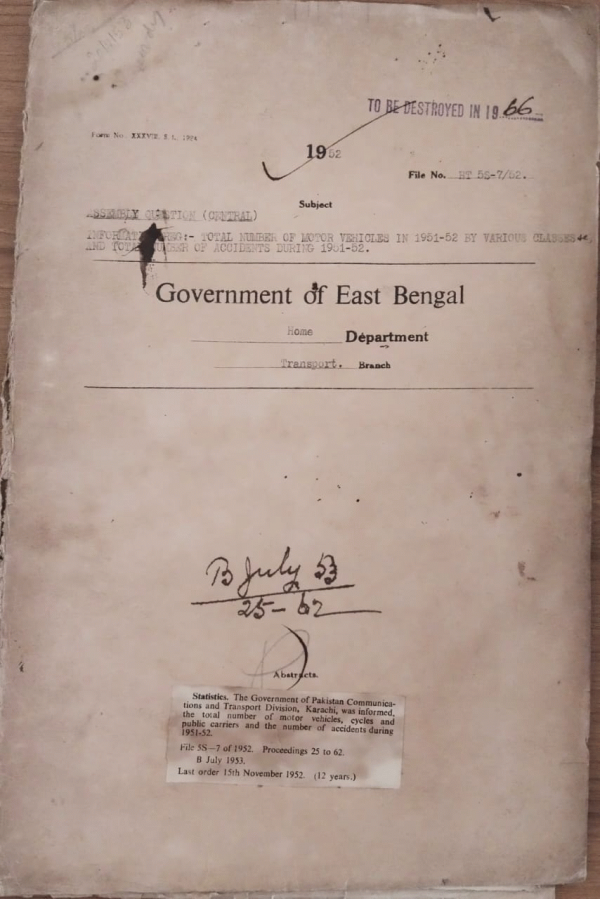 TO BE DESTROYED IN 1966
Form No. XXXVII, E. L. 1924
1952
File No. HT 5S-7/52.
Subject
ASSEMBLY QUESTION (CENTRAL)
INFORMATION REG:- TOTAL NUMBER OF MOTOR VEHICLES IN 1951-52 BY VARIOUS CLASSES
AND TOTAL NUMBER OF ACCIDENTS DURING 1951-52.
Government of East Bengal
Home Department
Transport. Branch
B July 53
25-62
Abstracts.
Statistics. The Government of Pakistan Communica-
tions and Transport Division, Karachi, was informed,
the total number of motor vehicles, cycles and
public carriers and the number of accidents during
1951-52.
File 5S—7 of 1952. Proceedings 25 to 62.
B July 1953.
Last order 15th November 1952. (12 years.)